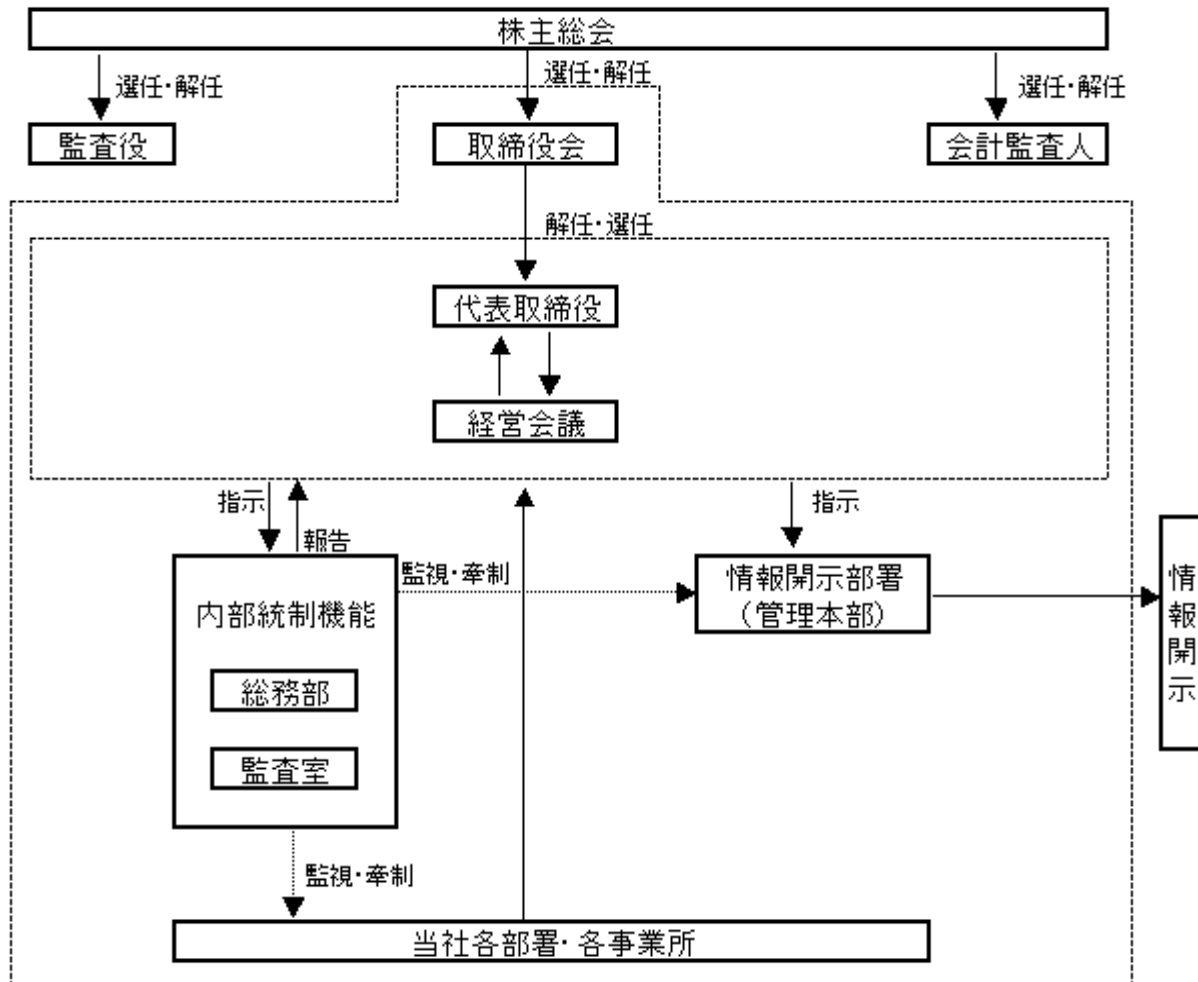 株主総会
選任・解任
選任・解任
選任・解任
監査役
取締役会
会計監査人
解任・選任
代表取締役
経営会議
指示
報告
指示
監視・牽制
内部統制機能
総務部
監査室
情報開示部署
（管理本部）
情報開示
監視・牽制
当社各部署・各事業所